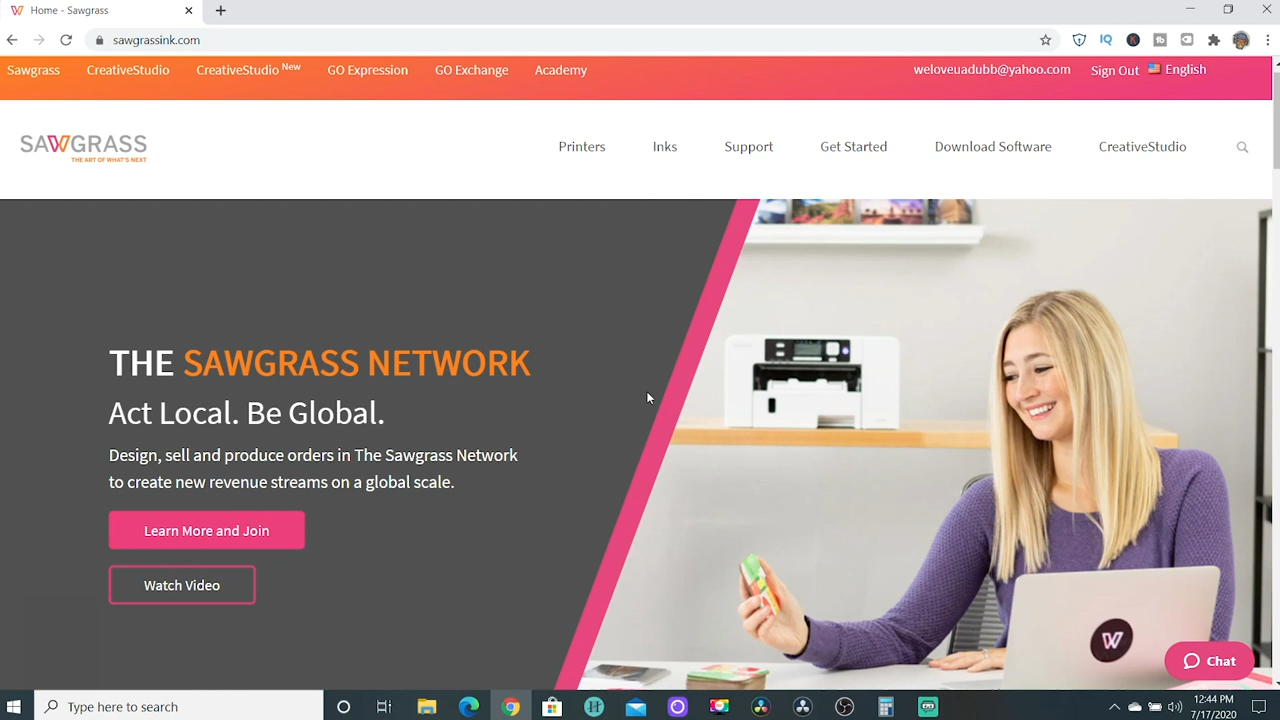 Home - Sawgrass
sawgrassink.com
Sawgrass CreativeStudio CreativeStudio New GO Expression GO Exchange Academy weloveuadubb@yahoo.com Sign Out English
SAWGRASS
THE ART OF WHAT'S NEXT
Printers Inks Support Get Started Download Software CreativeStudio
THE SAWGRASS NETWORK
Act Local. Be Global.
Design, sell and produce orders in The Sawgrass Network
to create new revenue streams on a global scale.
Learn More and Join
Watch Video
Chat
Type here to search
12:44 PM
7/17/2020